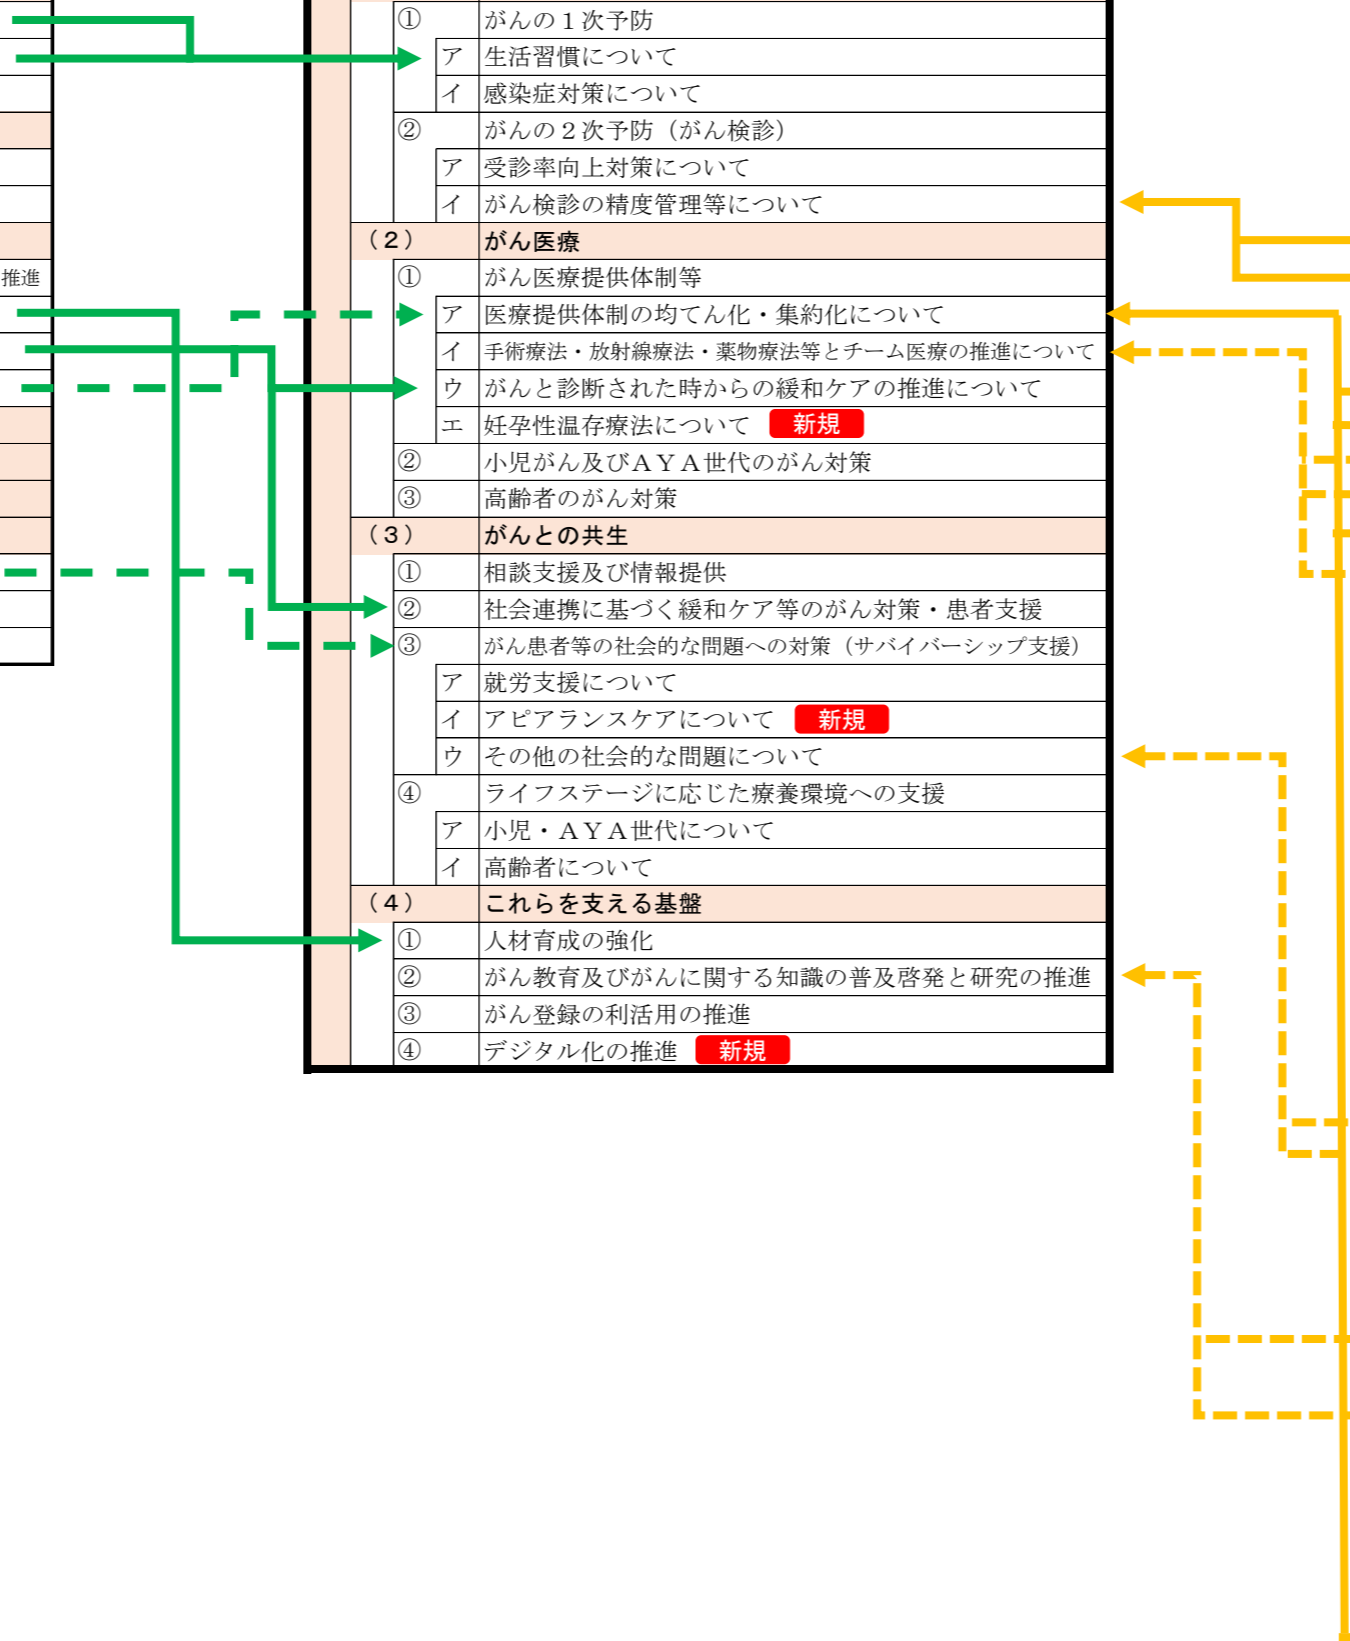 ① がんの１次予防
ア 生活習慣について
イ 感染症対策について
② がんの２次予防（がん検診）
ア 受診率向上対策について
イ がん検診の精度管理等について
（２） がん医療
推進
① がん医療提供体制等
ア 医療提供体制の均てん化・集約化について
イ 手術療法・放射線療法・薬物療法等とチーム医療の推進について
ウ がんと診断された時からの緩和ケアの推進について
エ 妊孕性温存療法について 新規
② 小児がん及びＡＹＡ世代のがん対策
③ 高齢者のがん対策
（３） がんとの共生
① 相談支援及び情報提供
② 社会連携に基づく緩和ケア等のがん対策・患者支援
③ がん患者等の社会的な問題への対策（サバイバーシップ支援）
ア 就労支援について
イ アピアランスケアについて 新規
ウ その他の社会的な問題について
④ ライフステージに応じた療養環境への支援
ア 小児・ＡＹＡ世代について
イ 高齢者について
（４） これらを支える基盤
① 人材育成の強化
② がん教育及びがんに関する知識の普及啓発と研究の推進
③ がん登録の利活用の推進
④ デジタル化の推進 新規